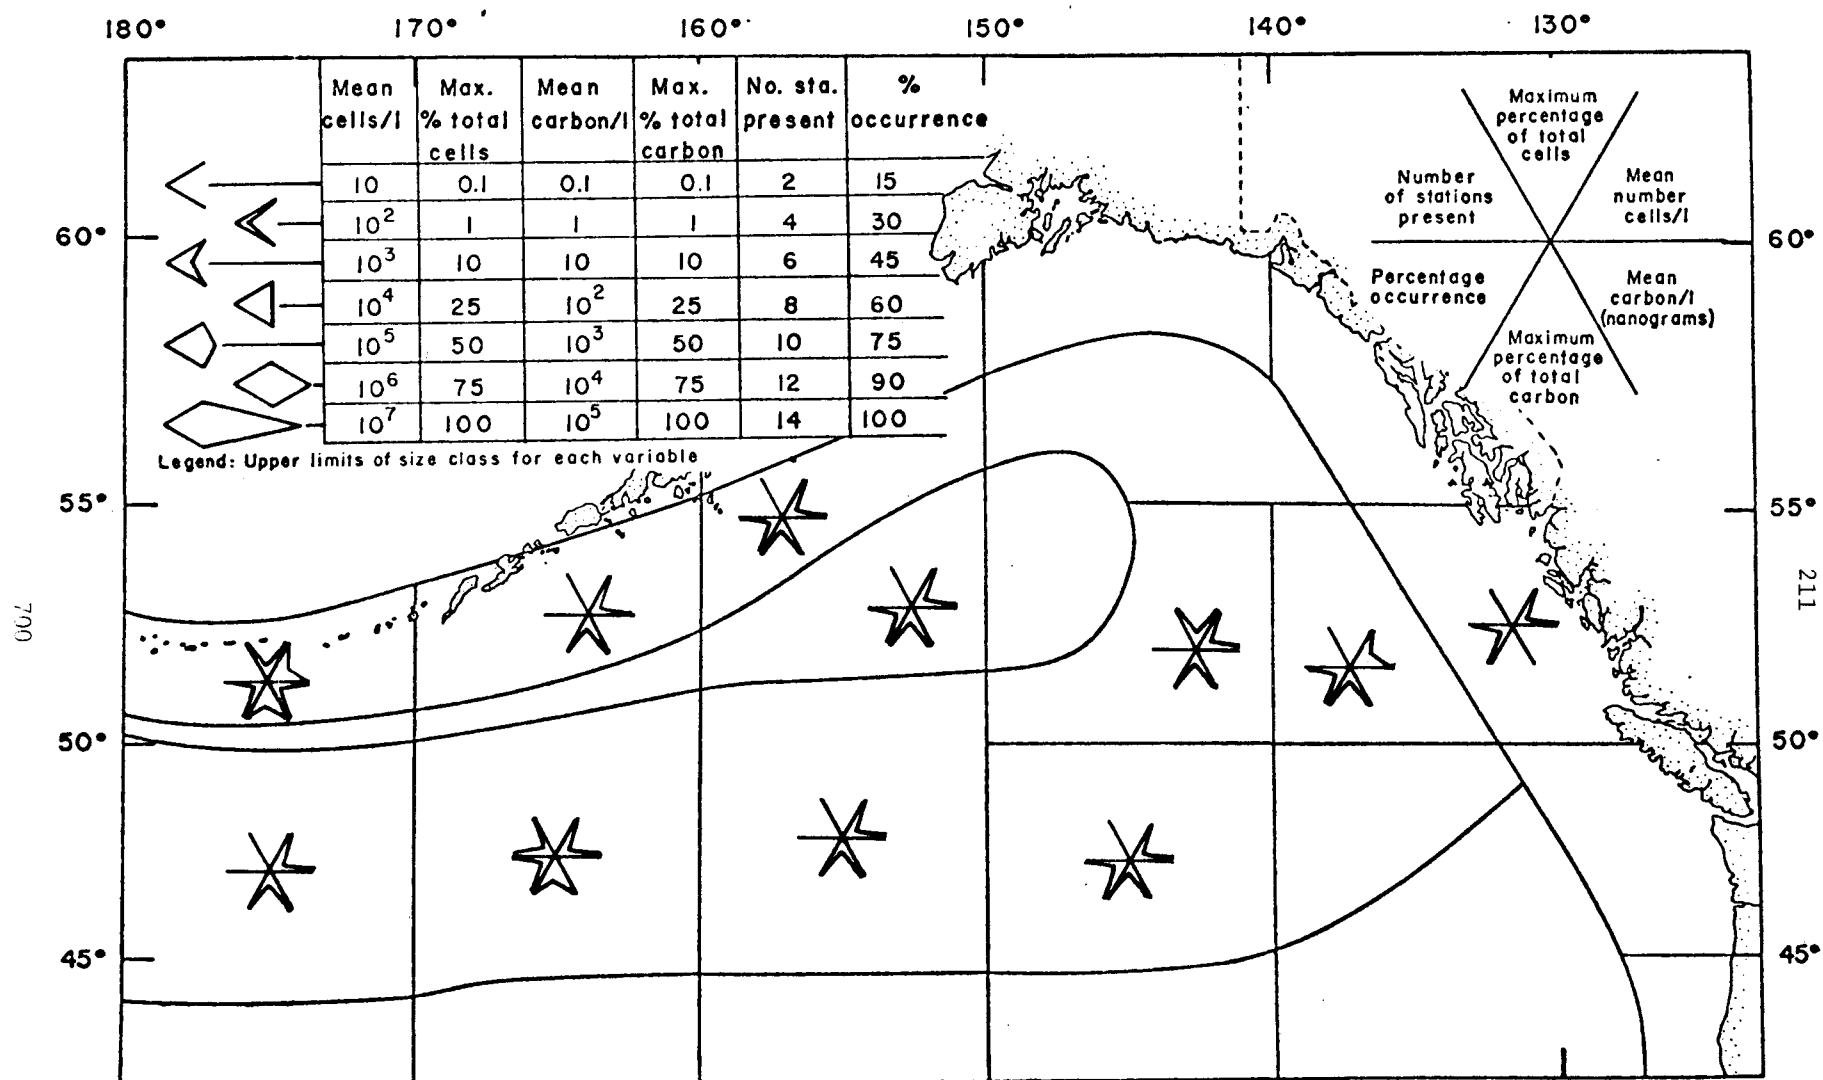 180° 170° 160° 150° 140° 130°
Mean Max. Mean Max. No. sta. %
cells/l % total carbon/l % total present occurrence
cells carbon
10 0.1 0.1 0.1 2 15
10² 1 1 1 4 30
10³ 10 10 10 6 45
10⁴ 25 10² 25 8 60
10⁵ 50 10³ 50 10 75
10⁶ 75 10⁴ 75 12 90
10⁷ 100 10⁵ 100 14 100
Legend: Upper limits of size class for each variable
Maximum
percentage
of total
cells
Number
of stations
present
Mean
number
cells/l
Percentage
occurrence
Mean
carbon/l
(nanograms)
Maximum
percentage
of total
carbon
60° 60°
55° 55°
50° 50°
45° 45°
700
211